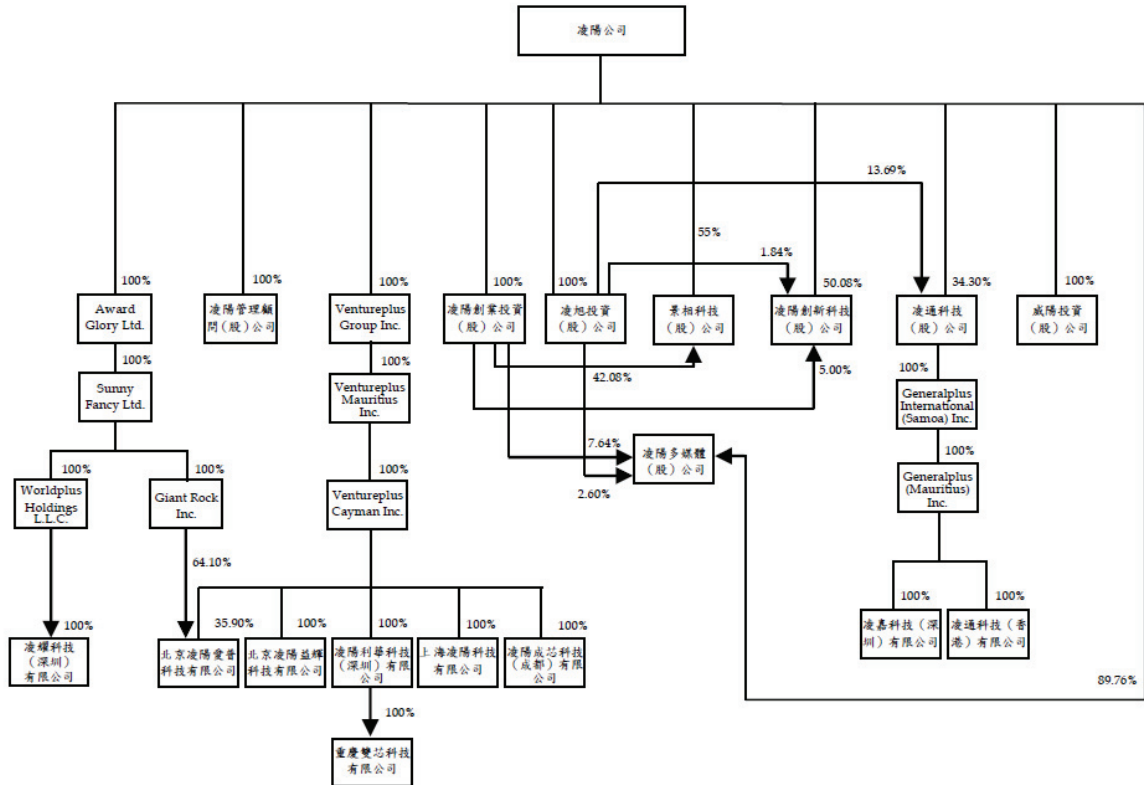 凌陽公司
13.69%
55%
1.84%
100%
100%
100%
100%
100%
50.08%
34.30%
100%
Award
Glory Ltd.
凌陽管理顧
問(股)公司
Ventureplus
Group Inc.
凌陽創業投資
(股)公司
凌旭投資
(股)公司
景相科技
(股)公司
凌陽創新科技
(股)公司
凌通科技
(股)公司
威陽投資
(股)公司
100%
100%
42.08%
5.00%
100%
Sunny
Fancy Ltd.
Ventureplus
Mauritius
Inc.
Generalplus
International
(Samoa) Inc.
7.64%
凌陽多媒體
(股)公司
2.60%
100%
100%
100%
100%
Worldplus
Holdings
L.L.C.
Giant Rock
Inc.
Ventureplus
Cayman Inc.
Generalplus
(Mauritius)
Inc.
64.10%
100%
35.90%
100%
100%
100%
100%
100%
100%
凌耀科技
(深圳)
有限公司
北京凌陽愛普
科技有限公司
北京凌陽益輝
科技有限公司
凌陽利華科技
(深圳)有限
公司
上海凌陽科技
有限公司
凌陽成芯科技
(成都)有限
公司
凌嘉科技(深
圳)有限公司
凌通科技(香
港)有限公司
89.76%
100%
重慶雙芯科技
有限公司